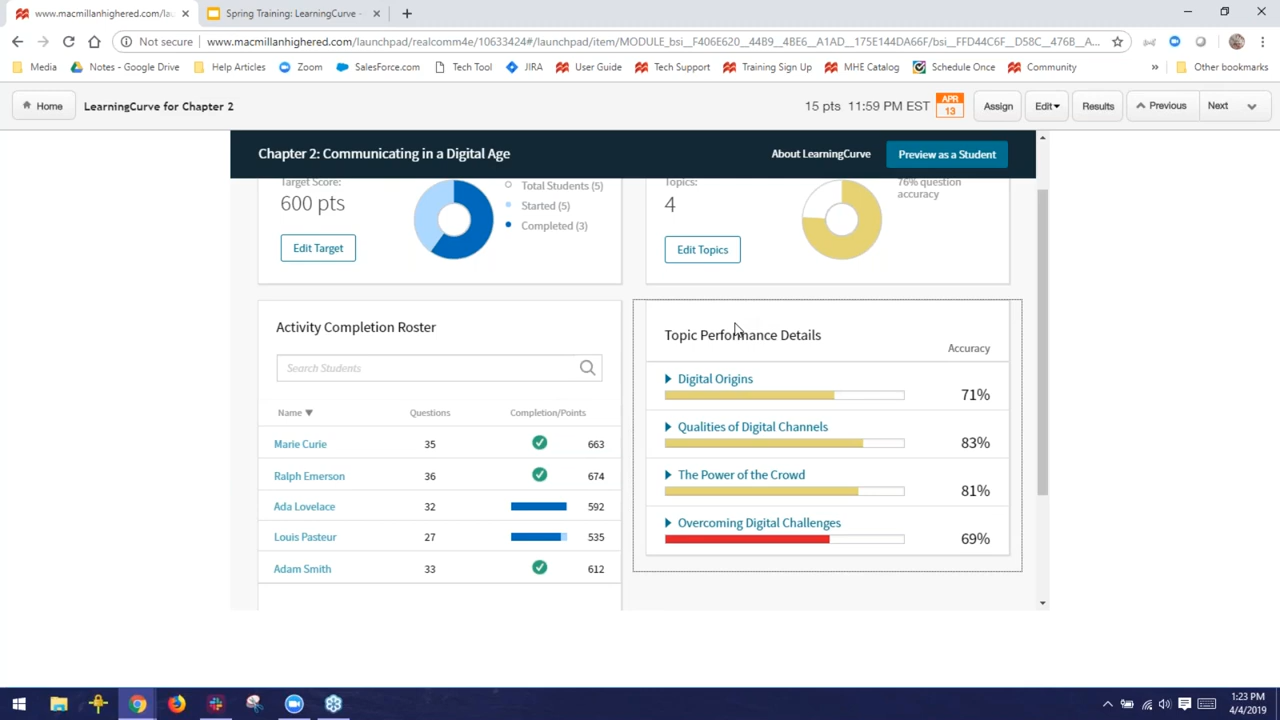 www.macmillanhighered.com/la
Spring Training: LearningCurve -
Not secure
www.macmillanhighered.com/launchpad/realcomm4e/10633424#/launchpad/item/MODULE_bsi__F406E620__44B9__4BE6__A1AD__175E144DA66F/bsi__FFD44C6F__D58C__476B__A...
Media
Notes - Google Drive
Help Articles
Zoom
SalesForce.com
Tech Tool
JIRA
User Guide
Tech Support
Training Sign Up
MHE Catalog
Schedule Once
Community
»
Other bookmarks
Home
LearningCurve for Chapter 2
15 pts 11:59 PM EST
APR
13
Assign
Edit
Results
Previous
Next
Chapter 2: Communicating in a Digital Age
About LearningCurve
Preview as a Student
Target Score:
600 pts
Edit Target
Total Students (5)
Started (5)
Completed (3)
Topics:
4
Edit Topics
76% question
accuracy
Activity Completion Roster
Search Students
Name Questions Completion/Points
Marie Curie 35 663
Ralph Emerson 36 674
Ada Lovelace 32 592
Louis Pasteur 27 535
Adam Smith 33 612
Topic Performance Details
Accuracy
Digital Origins 71%
Qualities of Digital Channels 83%
The Power of the Crowd 81%
Overcoming Digital Challenges 69%
1:23 PM
4/4/2019